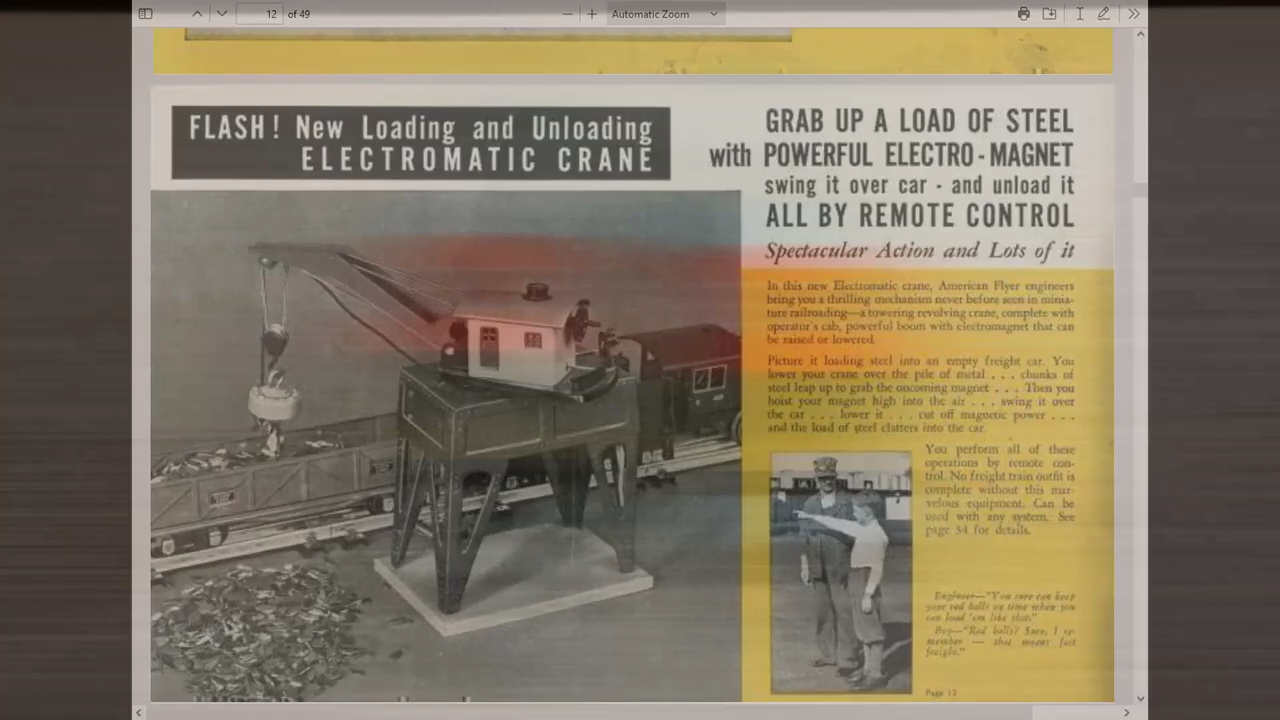 12 of 49
Automatic Zoom
FLASH! New Loading and Unloading
ELECTROMATIC CRANE
GRAB UP A LOAD OF STEEL
with POWERFUL ELECTRO-MAGNET
swing it over car - and unload it
ALL BY REMOTE CONTROL
Spectacular Action and Lots of it
In this new Electromatic crane, American Flyer engineers
bring you a thrilling mechanism never before seen in minia-
ture railroading—a towering revolving crane, complete with
operator's cab, powerful boom with electromagnet that can
be raised or lowered.
Picture it loading steel into an empty freight car. You
lower your crane over the pile of metal . . . chunks of
steel leap up to grab the oncoming magnet . . . Then you
hoist your magnet high into the air . . . swing it over
the car . . . lower it . . . cut off magnetic power . . .
and the load of steel clatters into the car.
You perform all of these
operations by remote con-
trol. No freight train outfit is
complete without this mar-
velous equipment. Can be
used with any system. See
page 34 for details.
Engineer—"You sure can keep
your red balls on time when you
can load 'em like that."
Boy—"Red balls? Sure, I re-
member — that means fast
freight."
Page 12